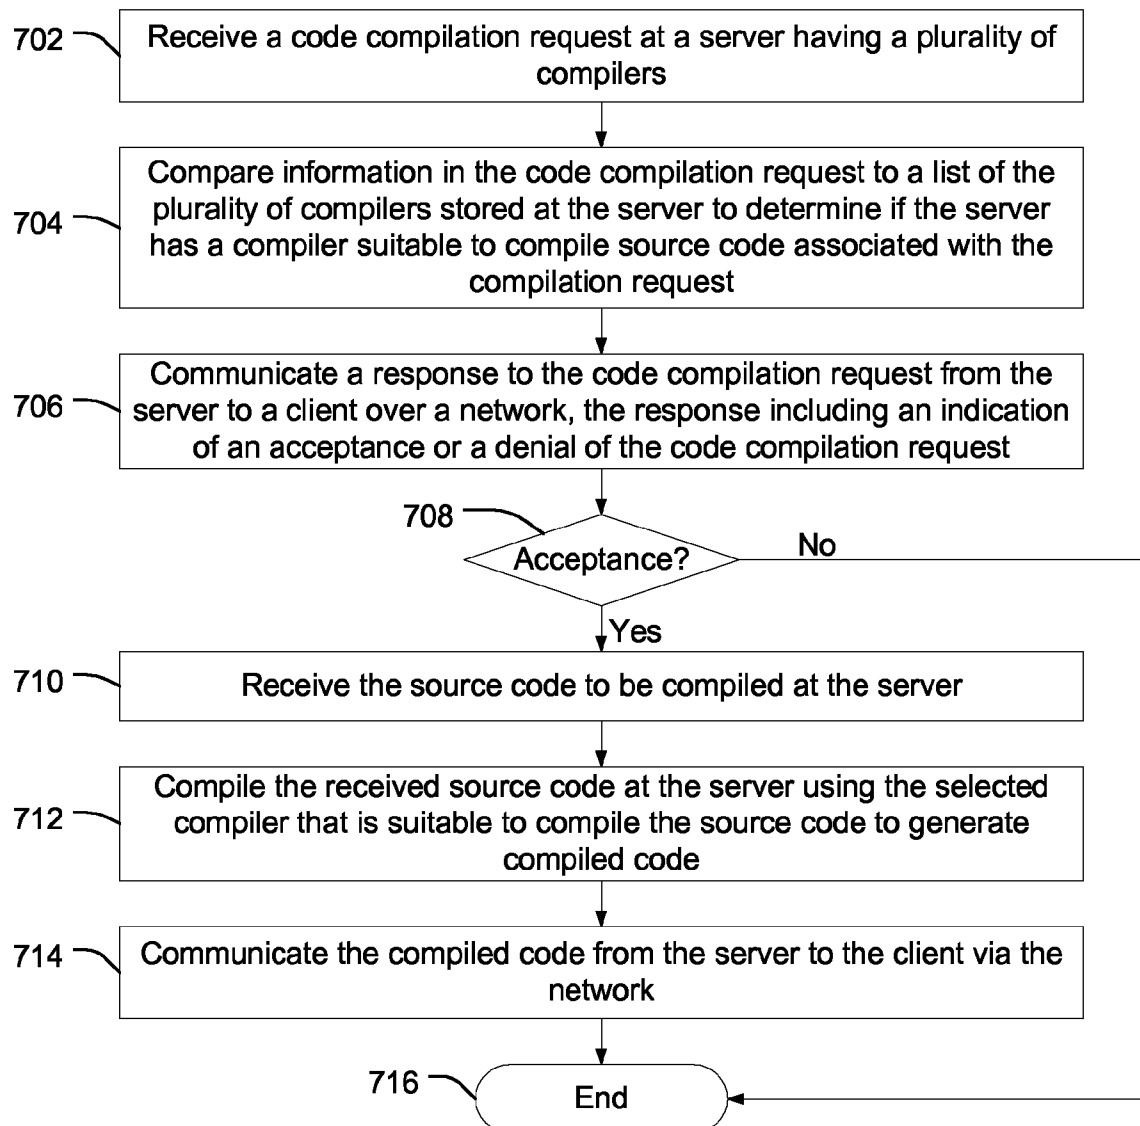 702
Receive a code compilation request at a server having a plurality of
compilers
704
Compare information in the code compilation request to a list of the
plurality of compilers stored at the server to determine if the server
has a compiler suitable to compile source code associated with the
compilation request
706
Communicate a response to the code compilation request from the
server to a client over a network, the response including an indication
of an acceptance or a denial of the code compilation request
708
Acceptance?
No
Yes
710
Receive the source code to be compiled at the server
712
Compile the received source code at the server using the selected
compiler that is suitable to compile the source code to generate
compiled code
714
Communicate the compiled code from the server to the client via the
network
716
End